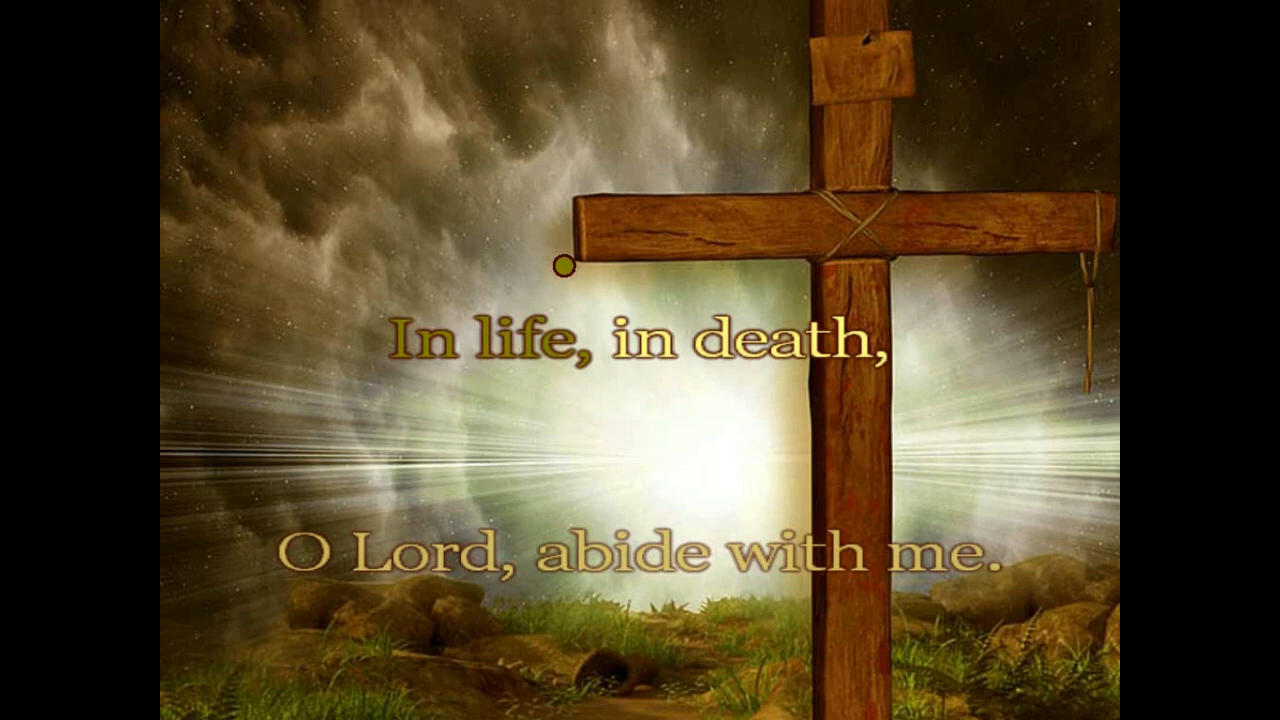 In life, in death,
O Lord, abide with me.